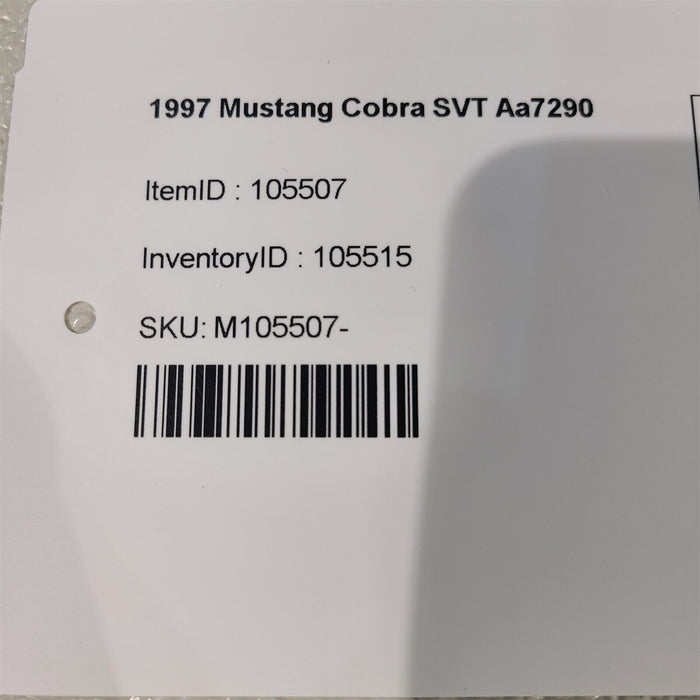 1997 Mustang Cobra SVT Aa7290
ItemID : 105507
InventoryID : 105515
SKU: M105507-